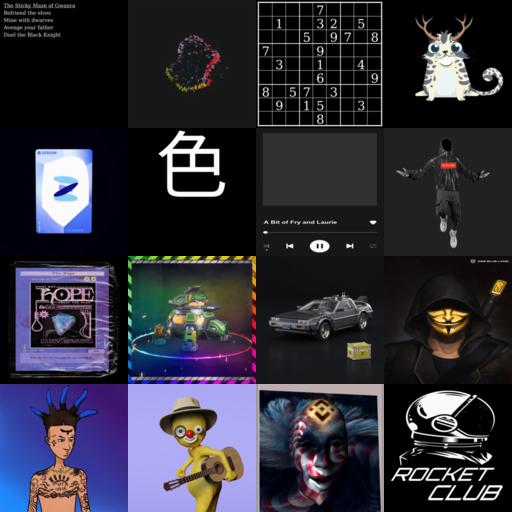 The Sticky Maze of Gwanra
Befriend the elves
Mine with dwarves
Avenge your father
Duel the Black Knight
7
1 3 2 5
5 9 7 8
7 9
1 3 4
6 9
8 5 7 3
9 1 5 3
8
色
A Bit of Fry and Laurie
HOPE
ROCKET
CLUB